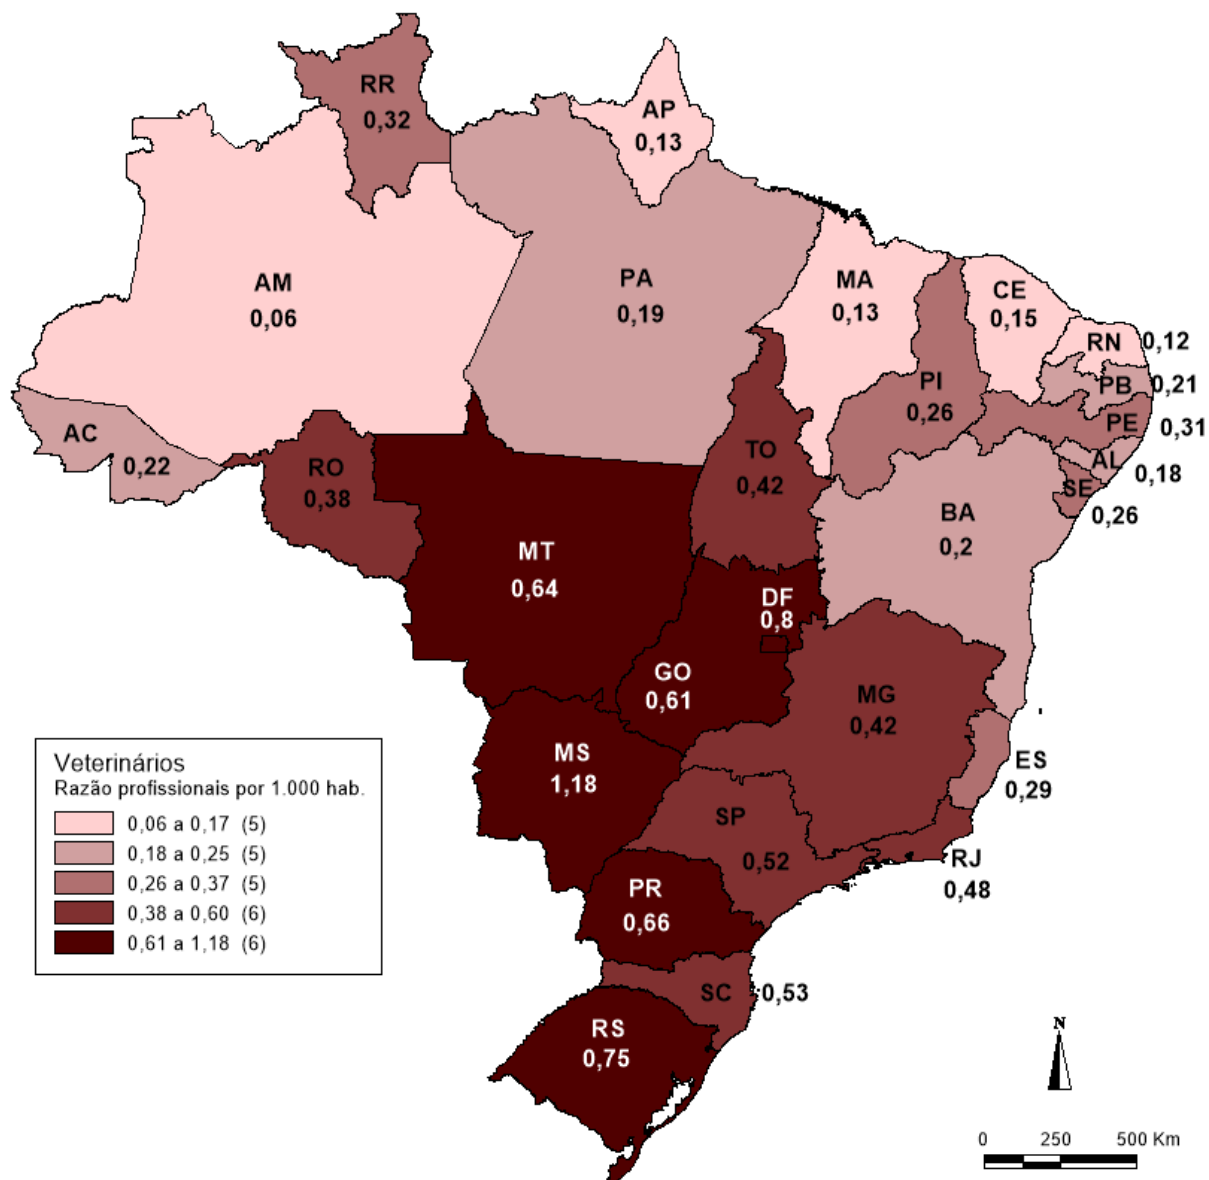 RR
0,32
AP
0,13
AM
0,06
PA
0,19
MA
0,13
CE
0,15
RN 0,12
PI
0,26
PB 0,21
PE 0,31
AC
0,22
RO
0,38
TO
0,42
AL 0,18
SE 0,26
BA
0,2
MT
0,64
DF
0,8
GO
0,61
MG
0,42
MS
1,18
ES
0,29
SP
0,52
RJ
0,48
PR
0,66
SC 0,53
RS
0,75
Veterinários
Razão profissionais por 1.000 hab.
0,06 a 0,17 (5)
0,18 a 0,25 (5)
0,26 a 0,37 (5)
0,38 a 0,60 (6)
0,61 a 1,18 (6)
N
0 250 500 Km